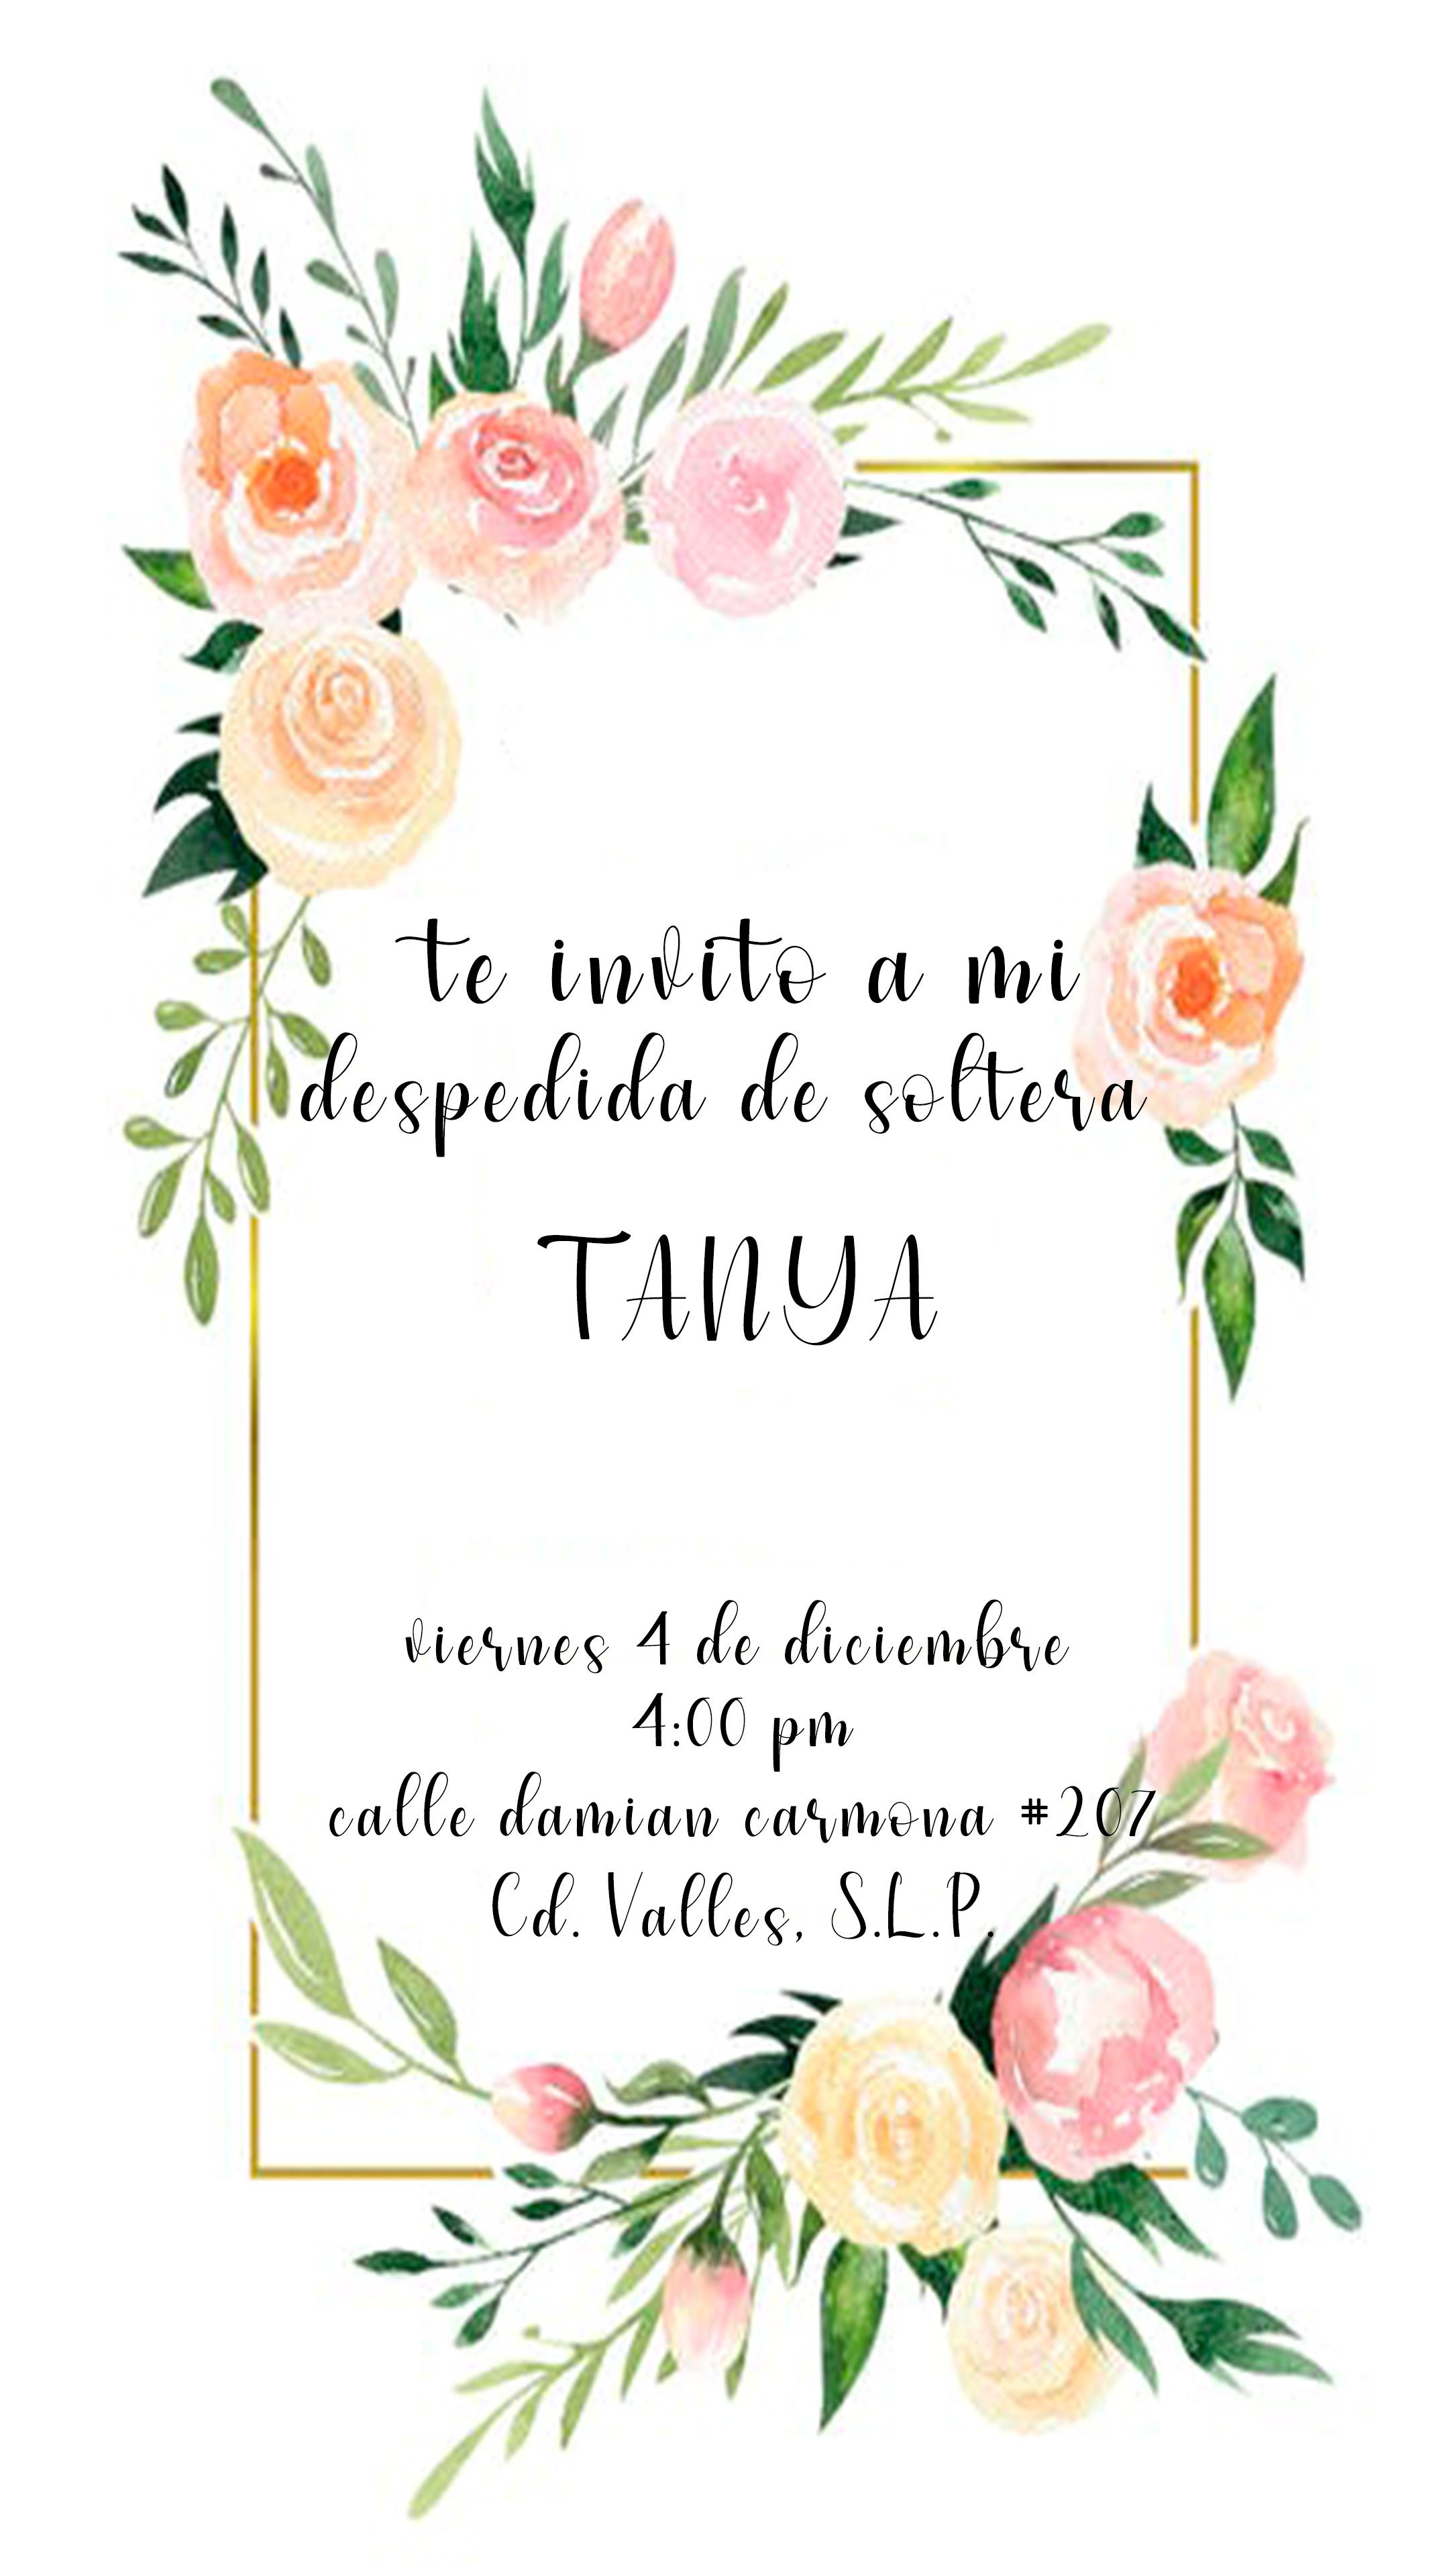 te invito a mi
despedida de soltera
TANYA
viernes 4 de diciembre
4:00 pm
calle damian carmona #207
Cd. Valles, S.L.P.